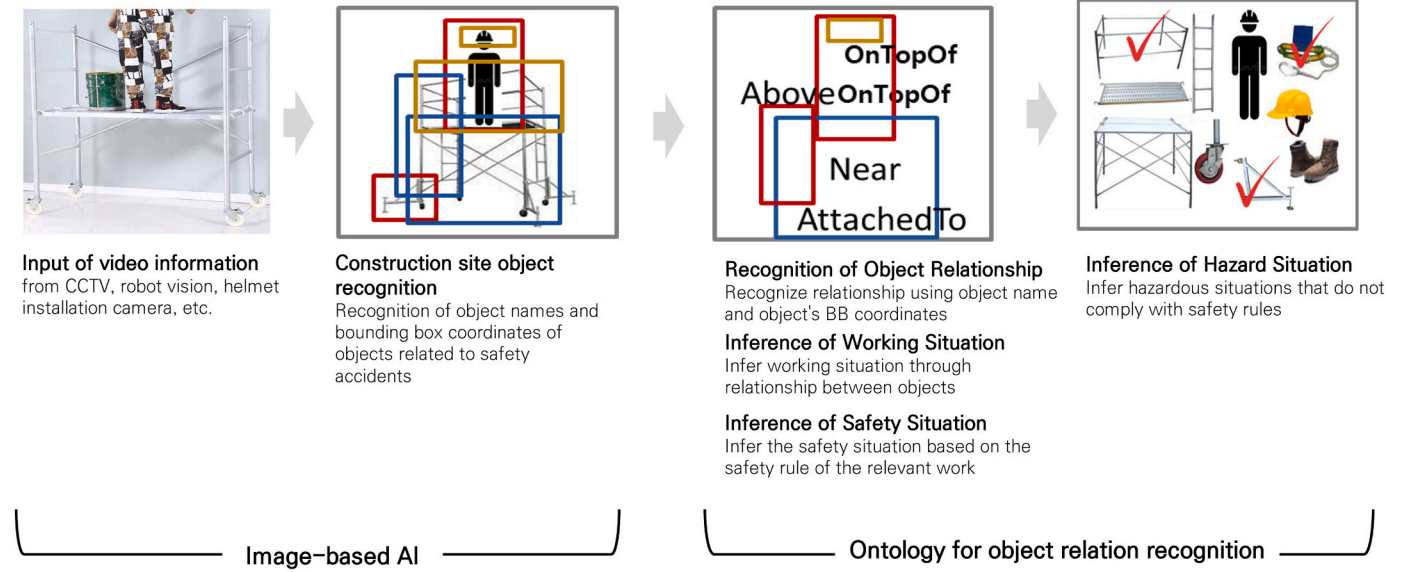 Input of video information
from CCTV, robot vision, helmet
installation camera, etc.
Construction site object
recognition
Recognition of object names and
bounding box coordinates of
objects related to safety
accidents
OnTopOf
Above
OnTopOf
Near
AttachedTo
Recognition of Object Relationship
Recognize relationship using object name
and object's BB coordinates
Inference of Working Situation
Infer working situation through
relationship between objects
Inference of Safety Situation
Infer the safety situation based on the
safety rule of the relevant work
Inference of Hazard Situation
Infer hazardous situations that do not
comply with safety rules
Image-based AI
Ontology for object relation recognition